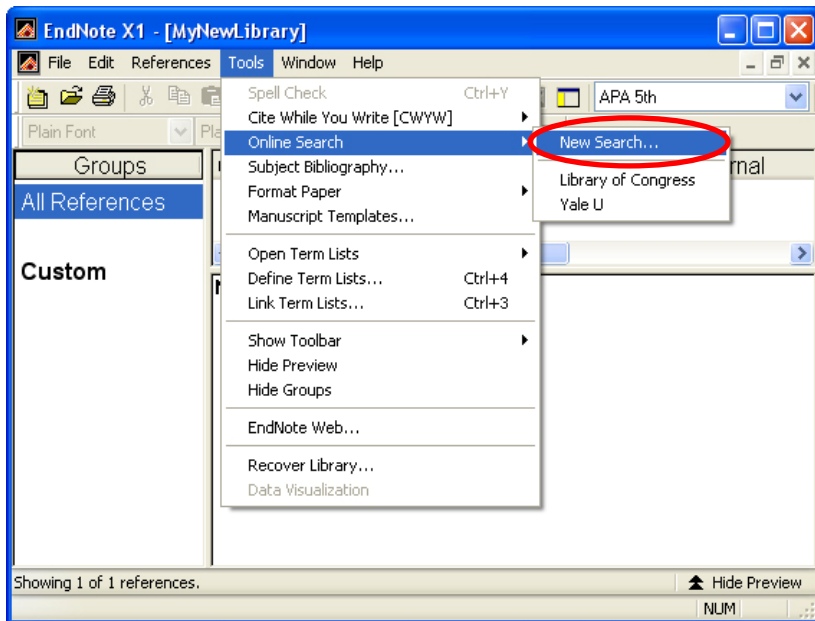 EndNote X1 - [MyNewLibrary]
File Edit References Tools Window Help
APA 5th
Plain Font
Groups
All References
Custom
Spell Check Ctrl+Y
Cite While You Write [CWYW]
Online Search
Subject Bibliography...
Format Paper
Manuscript Templates...
Open Term Lists
Define Term Lists... Ctrl+4
Link Term Lists... Ctrl+3
Show Toolbar
Hide Preview
Hide Groups
EndNote Web...
Recover Library...
Data Visualization
New Search...
Library of Congress
Yale U
Showing 1 of 1 references.
Hide Preview
NUM